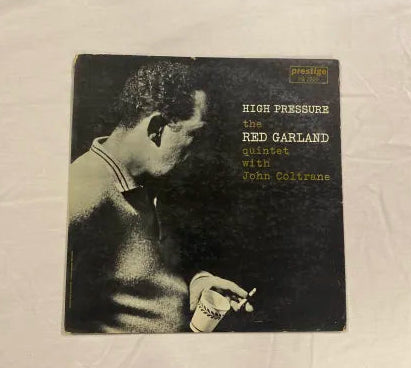 prestige
HIGH PRESSURE
the
RED GARLAND
quintet
with
John Coltrane